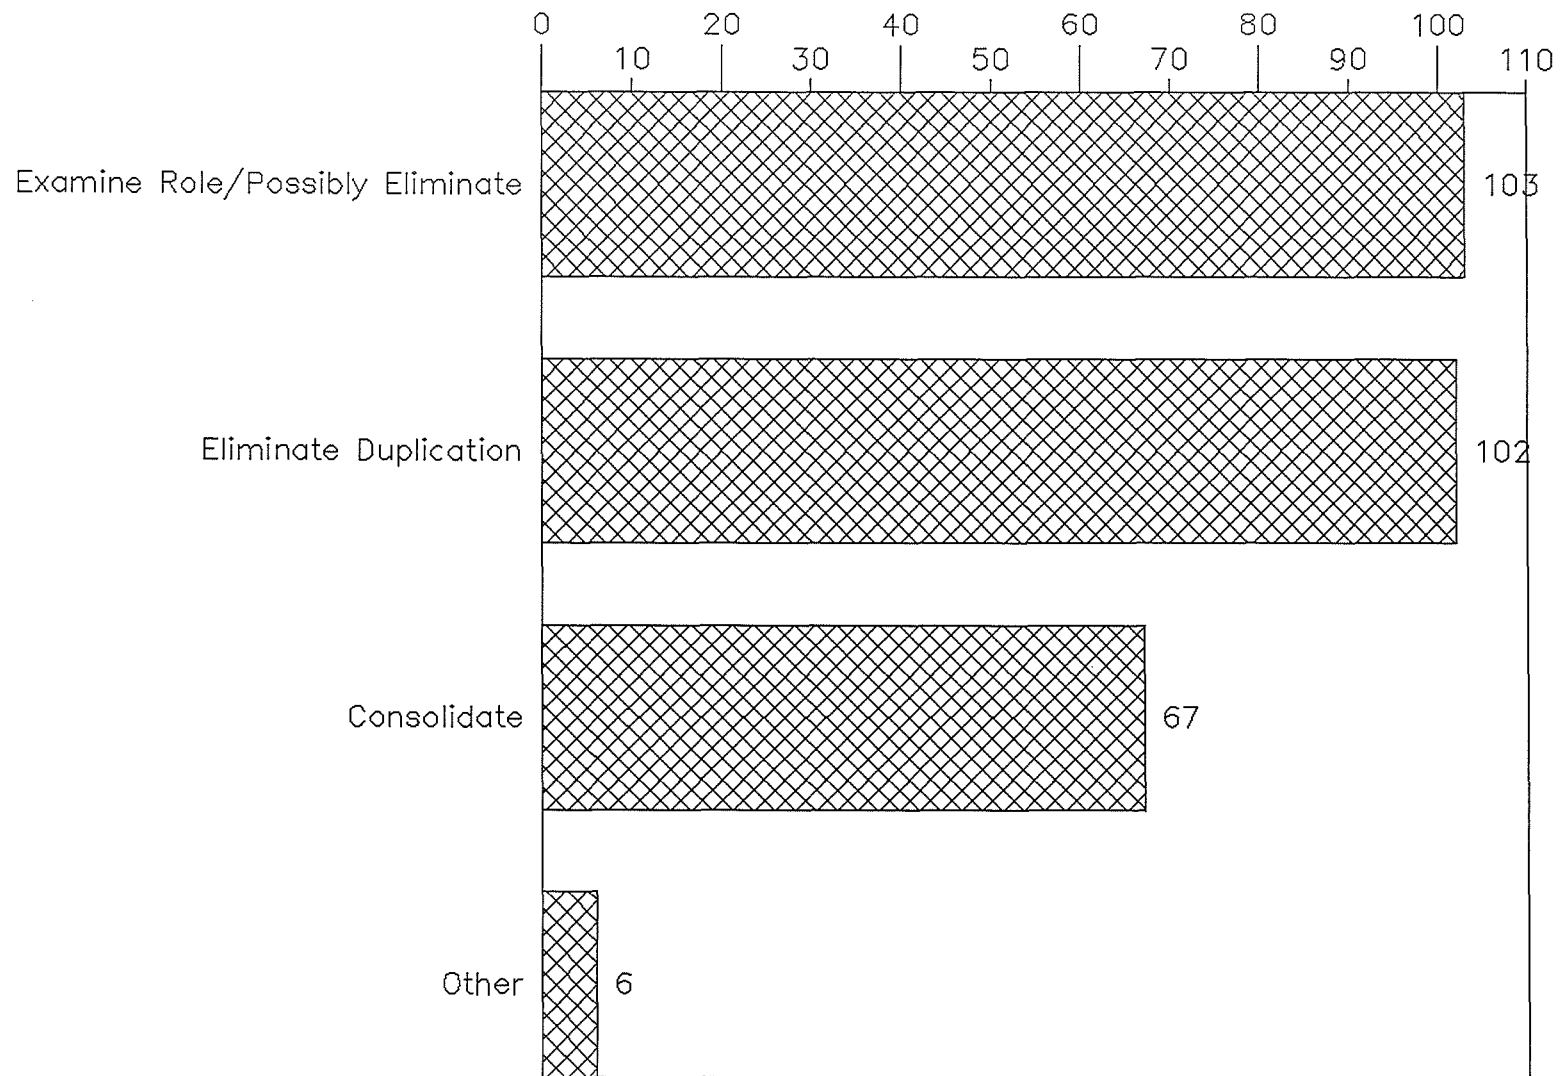 0 20 40 60 80 100
10 30 50 70 90 110
Examine Role/Possibly Eliminate 103
Eliminate Duplication 102
Consolidate 67
Other 6